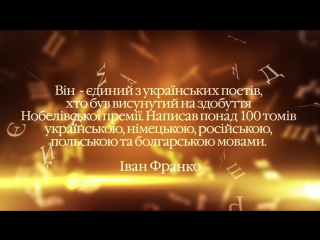 Він - єдиний з українських поетів,
хто був висунутий на здобуття
Нобелівської премії. Написав понад 100 томів
українською, німецькою, російською,
польською та болгарською мовами.
Іван Франко